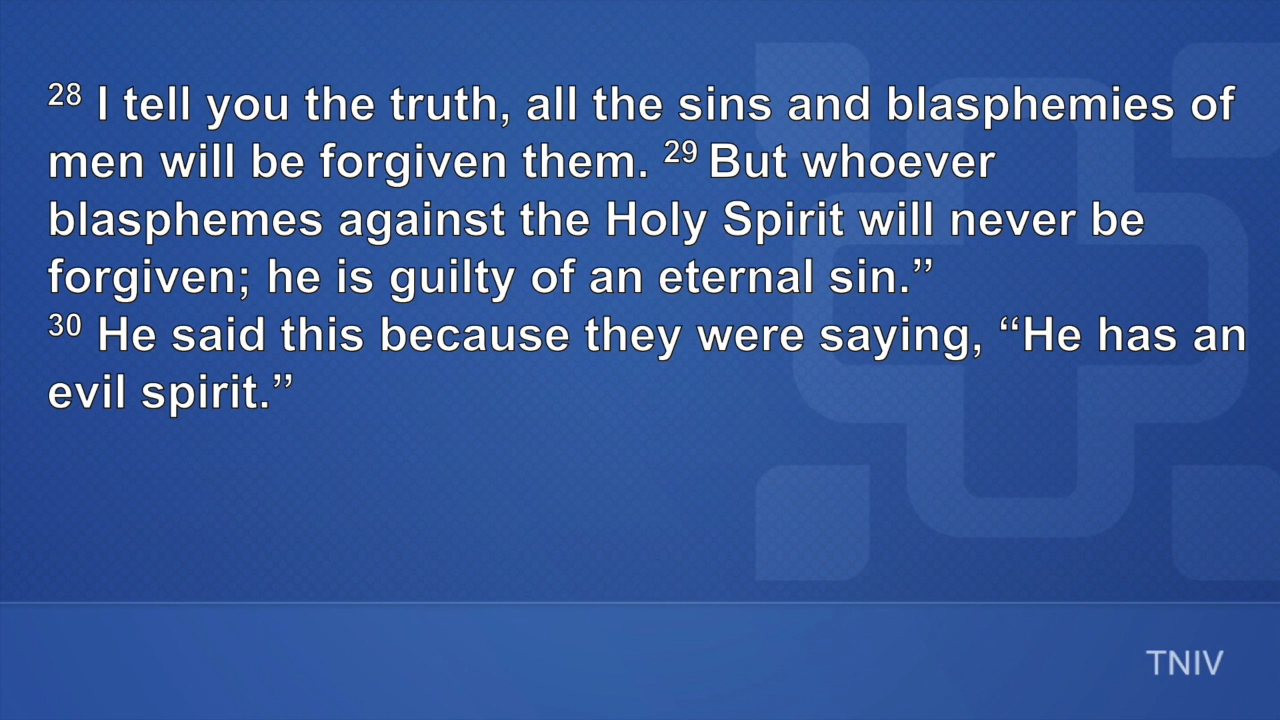 28 I tell you the truth, all the sins and blasphemies of
men will be forgiven them. 29 But whoever
blasphemes against the Holy Spirit will never be
forgiven; he is guilty of an eternal sin.”
30 He said this because they were saying, “He has an
evil spirit.”
TNIV